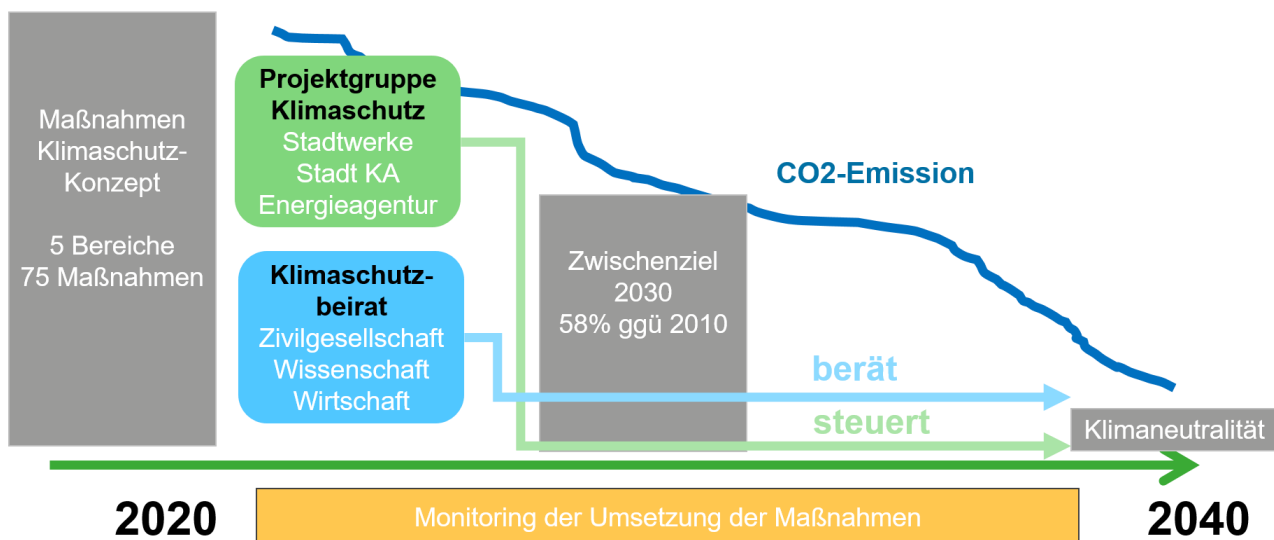 Maßnahmen
Klimaschutz-
Konzept
5 Bereiche
75 Maßnahmen
Projektgruppe
Klimaschutz
Stadtwerke
Stadt KA
Energieagentur
Klimaschutz-
beirat
Zivilgesellschaft
Wissenschaft
Wirtschaft
Zwischenziel
2030
58% ggü 2010
CO2-Emission
berät
steuert
Klimaneutralität
2020
Monitoring der Umsetzung der Maßnahmen
2040